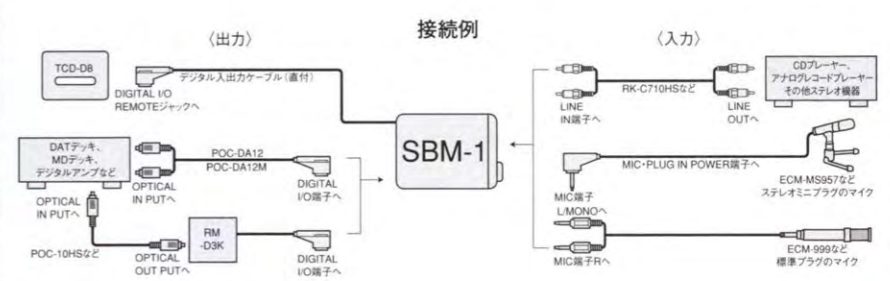 接続例
〈出力〉
TCD-D8
デジタル入出力ケーブル(直付)
DIGITAL I/O
REMOTEジャックへ
DATデッキ、
MDデッキ、
デジタルアンプなど
OPTICAL
IN PUTへ
POC-DA12
POC-DA12M
DIGITAL
I/O端子へ
OPTICAL
IN PUTへ
POC-10HSなど
OPTICAL
OUT PUTへ
RM
-D3K
DIGITAL
I/O端子へ
SBM-1
〈入力〉
LINE
IN端子へ
RK-C710HSなど
LINE
OUTへ
CDプレーヤー、
アナログレコードプレーヤー
その他ステレオ機器
MIC・PLUG IN POWER端子へ
ECM-MS957など
ステレオミニプラグのマイク
MIC端子
L/MONOへ
MIC端子Rへ
ECM-999など
標準プラグのマイク